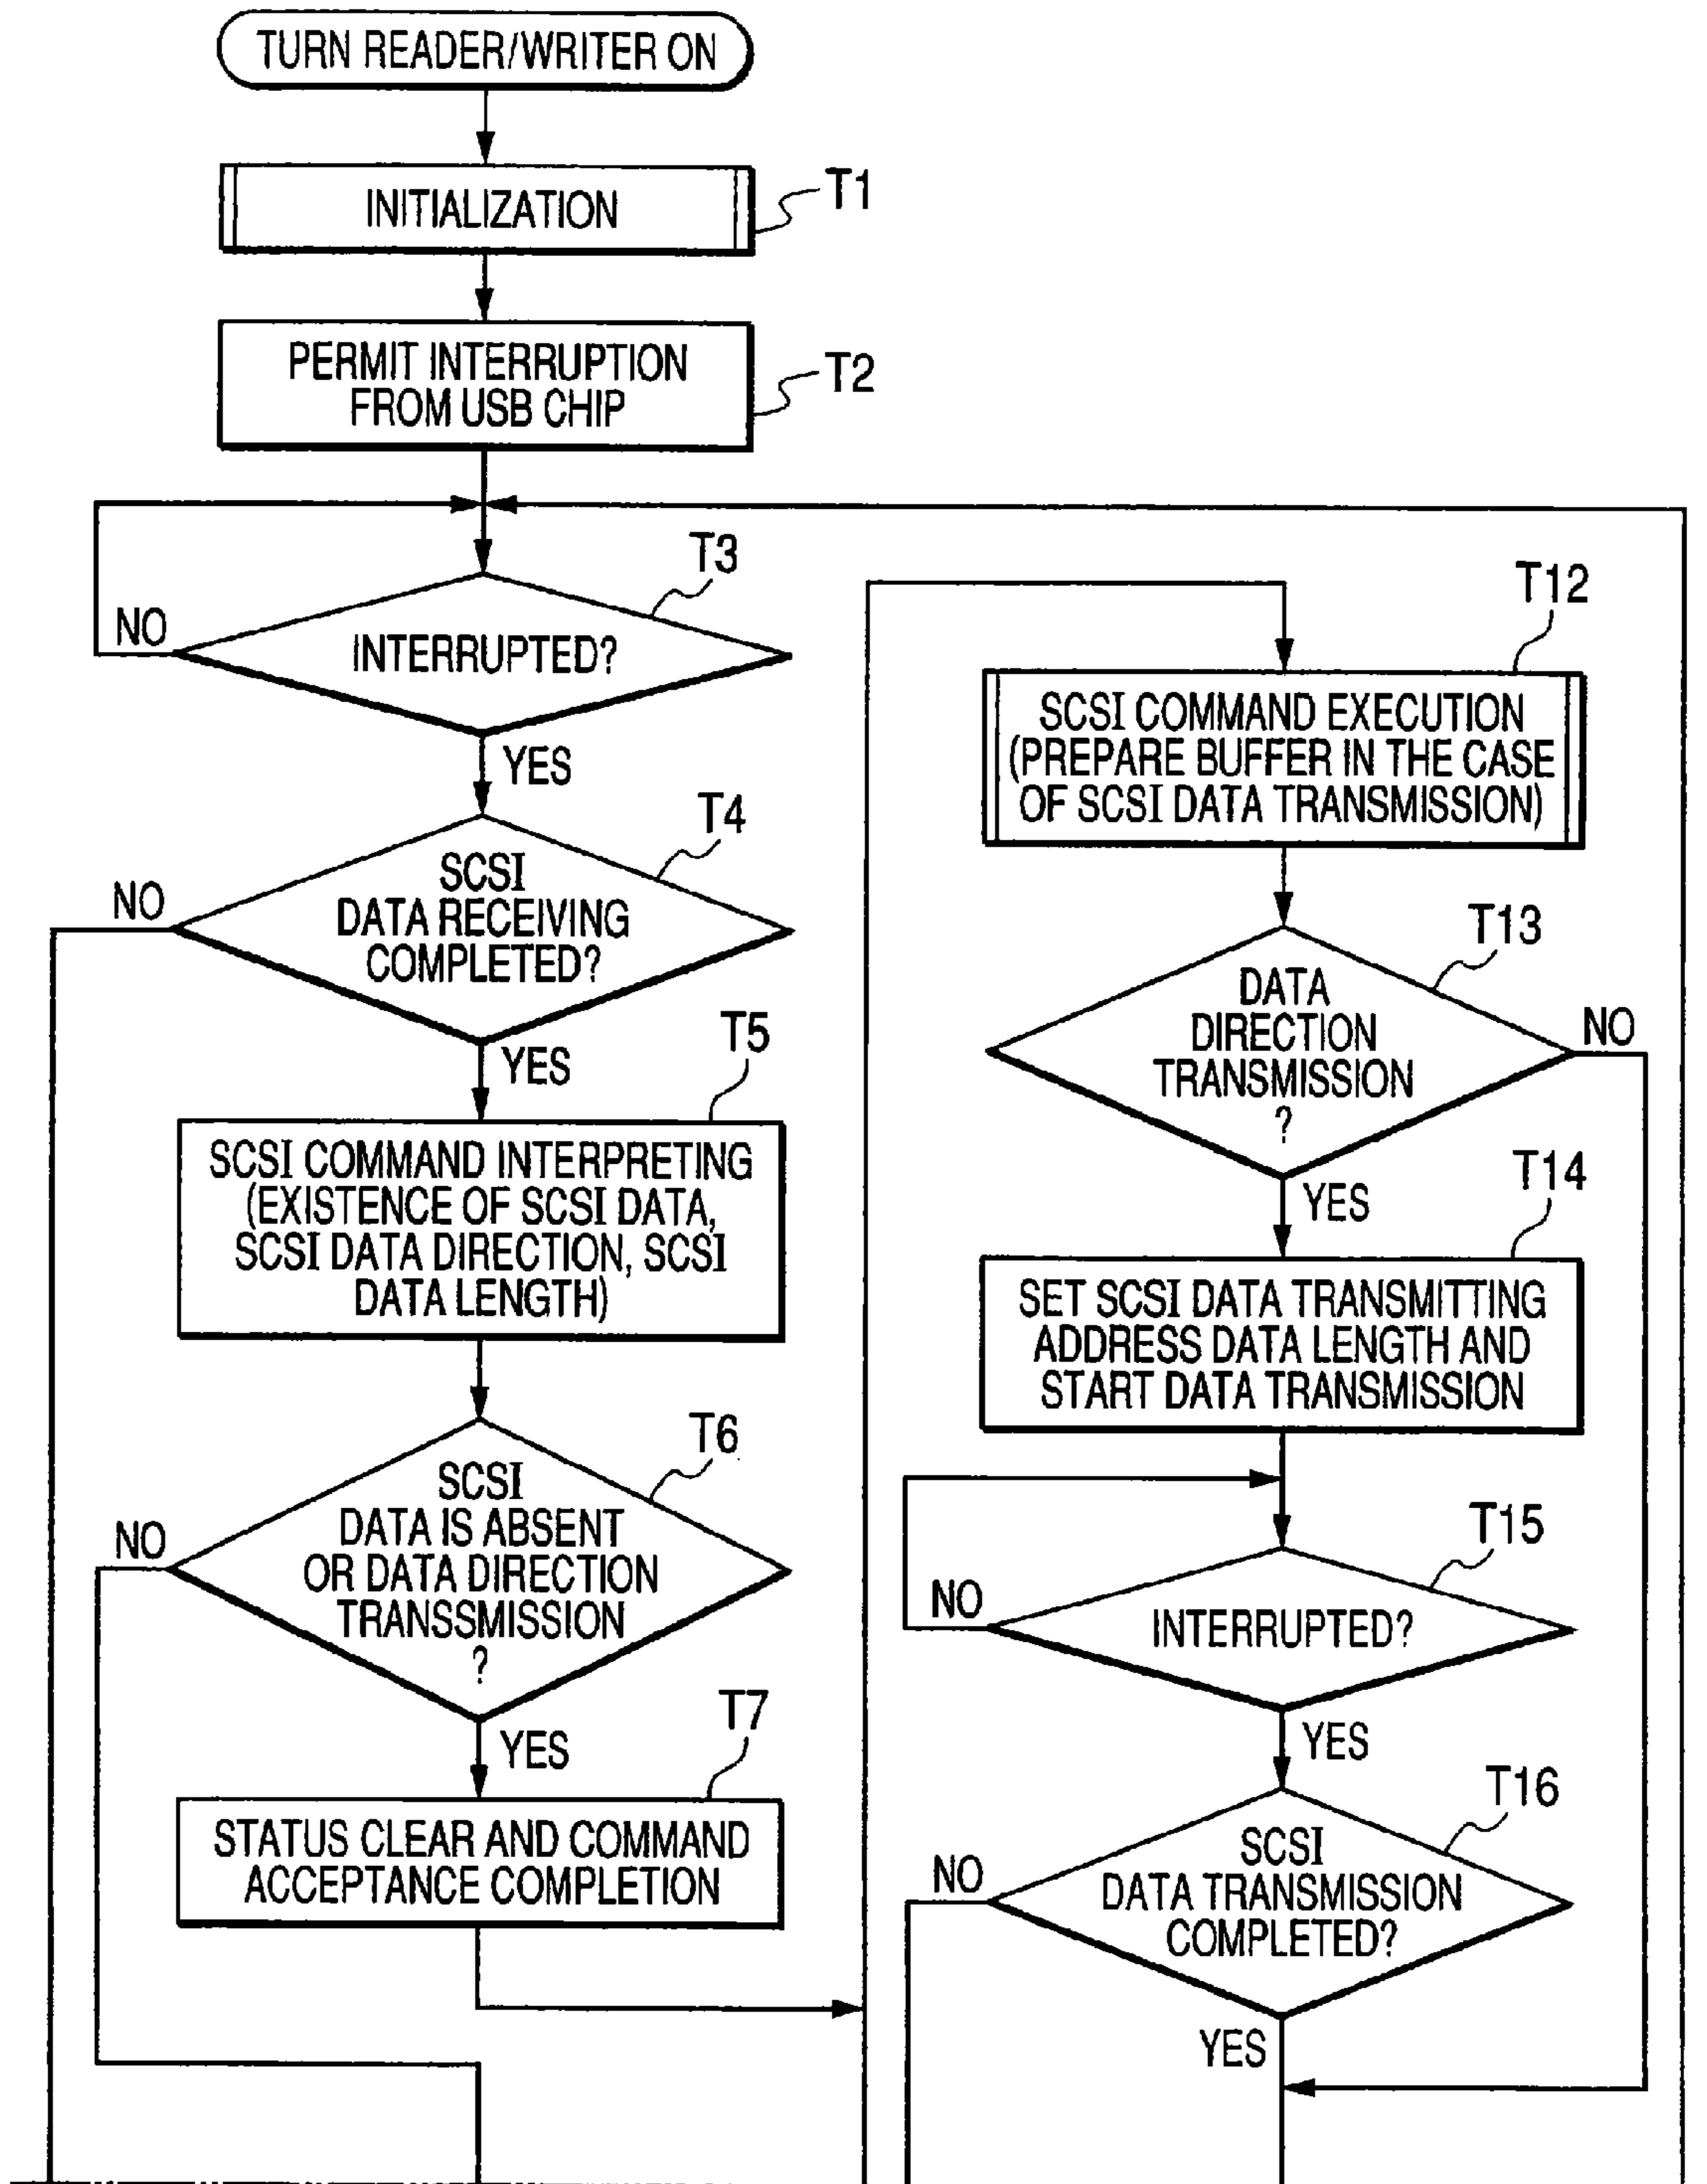 TURN READER/WRITER ON
INITIALIZATION
T1
PERMIT INTERRUPTION
FROM USB CHIP
T2
T3
INTERRUPTED?
NO
YES
T4
SCSI
DATA RECEIVING
COMPLETED?
NO
YES
T5
SCSI COMMAND INTERPRETING
(EXISTENCE OF SCSI DATA,
SCSI DATA DIRECTION, SCSI
DATA LENGTH)
T6
SCSI
DATA IS ABSENT
OR DATA DIRECTION
TRANSSMISSION
?
NO
YES
T7
STATUS CLEAR AND COMMAND
ACCEPTANCE COMPLETION
T12
SCSI COMMAND EXECUTION
(PREPARE BUFFER IN THE CASE
OF SCSI DATA TRANSMISSION)
T13
DATA
DIRECTION
TRANSMISSION
?
NO
YES
T14
SET SCSI DATA TRANSMITTING
ADDRESS DATA LENGTH AND
START DATA TRANSMISSION
T15
INTERRUPTED?
NO
YES
T16
SCSI
DATA TRANSMISSION
COMPLETED?
NO
YES